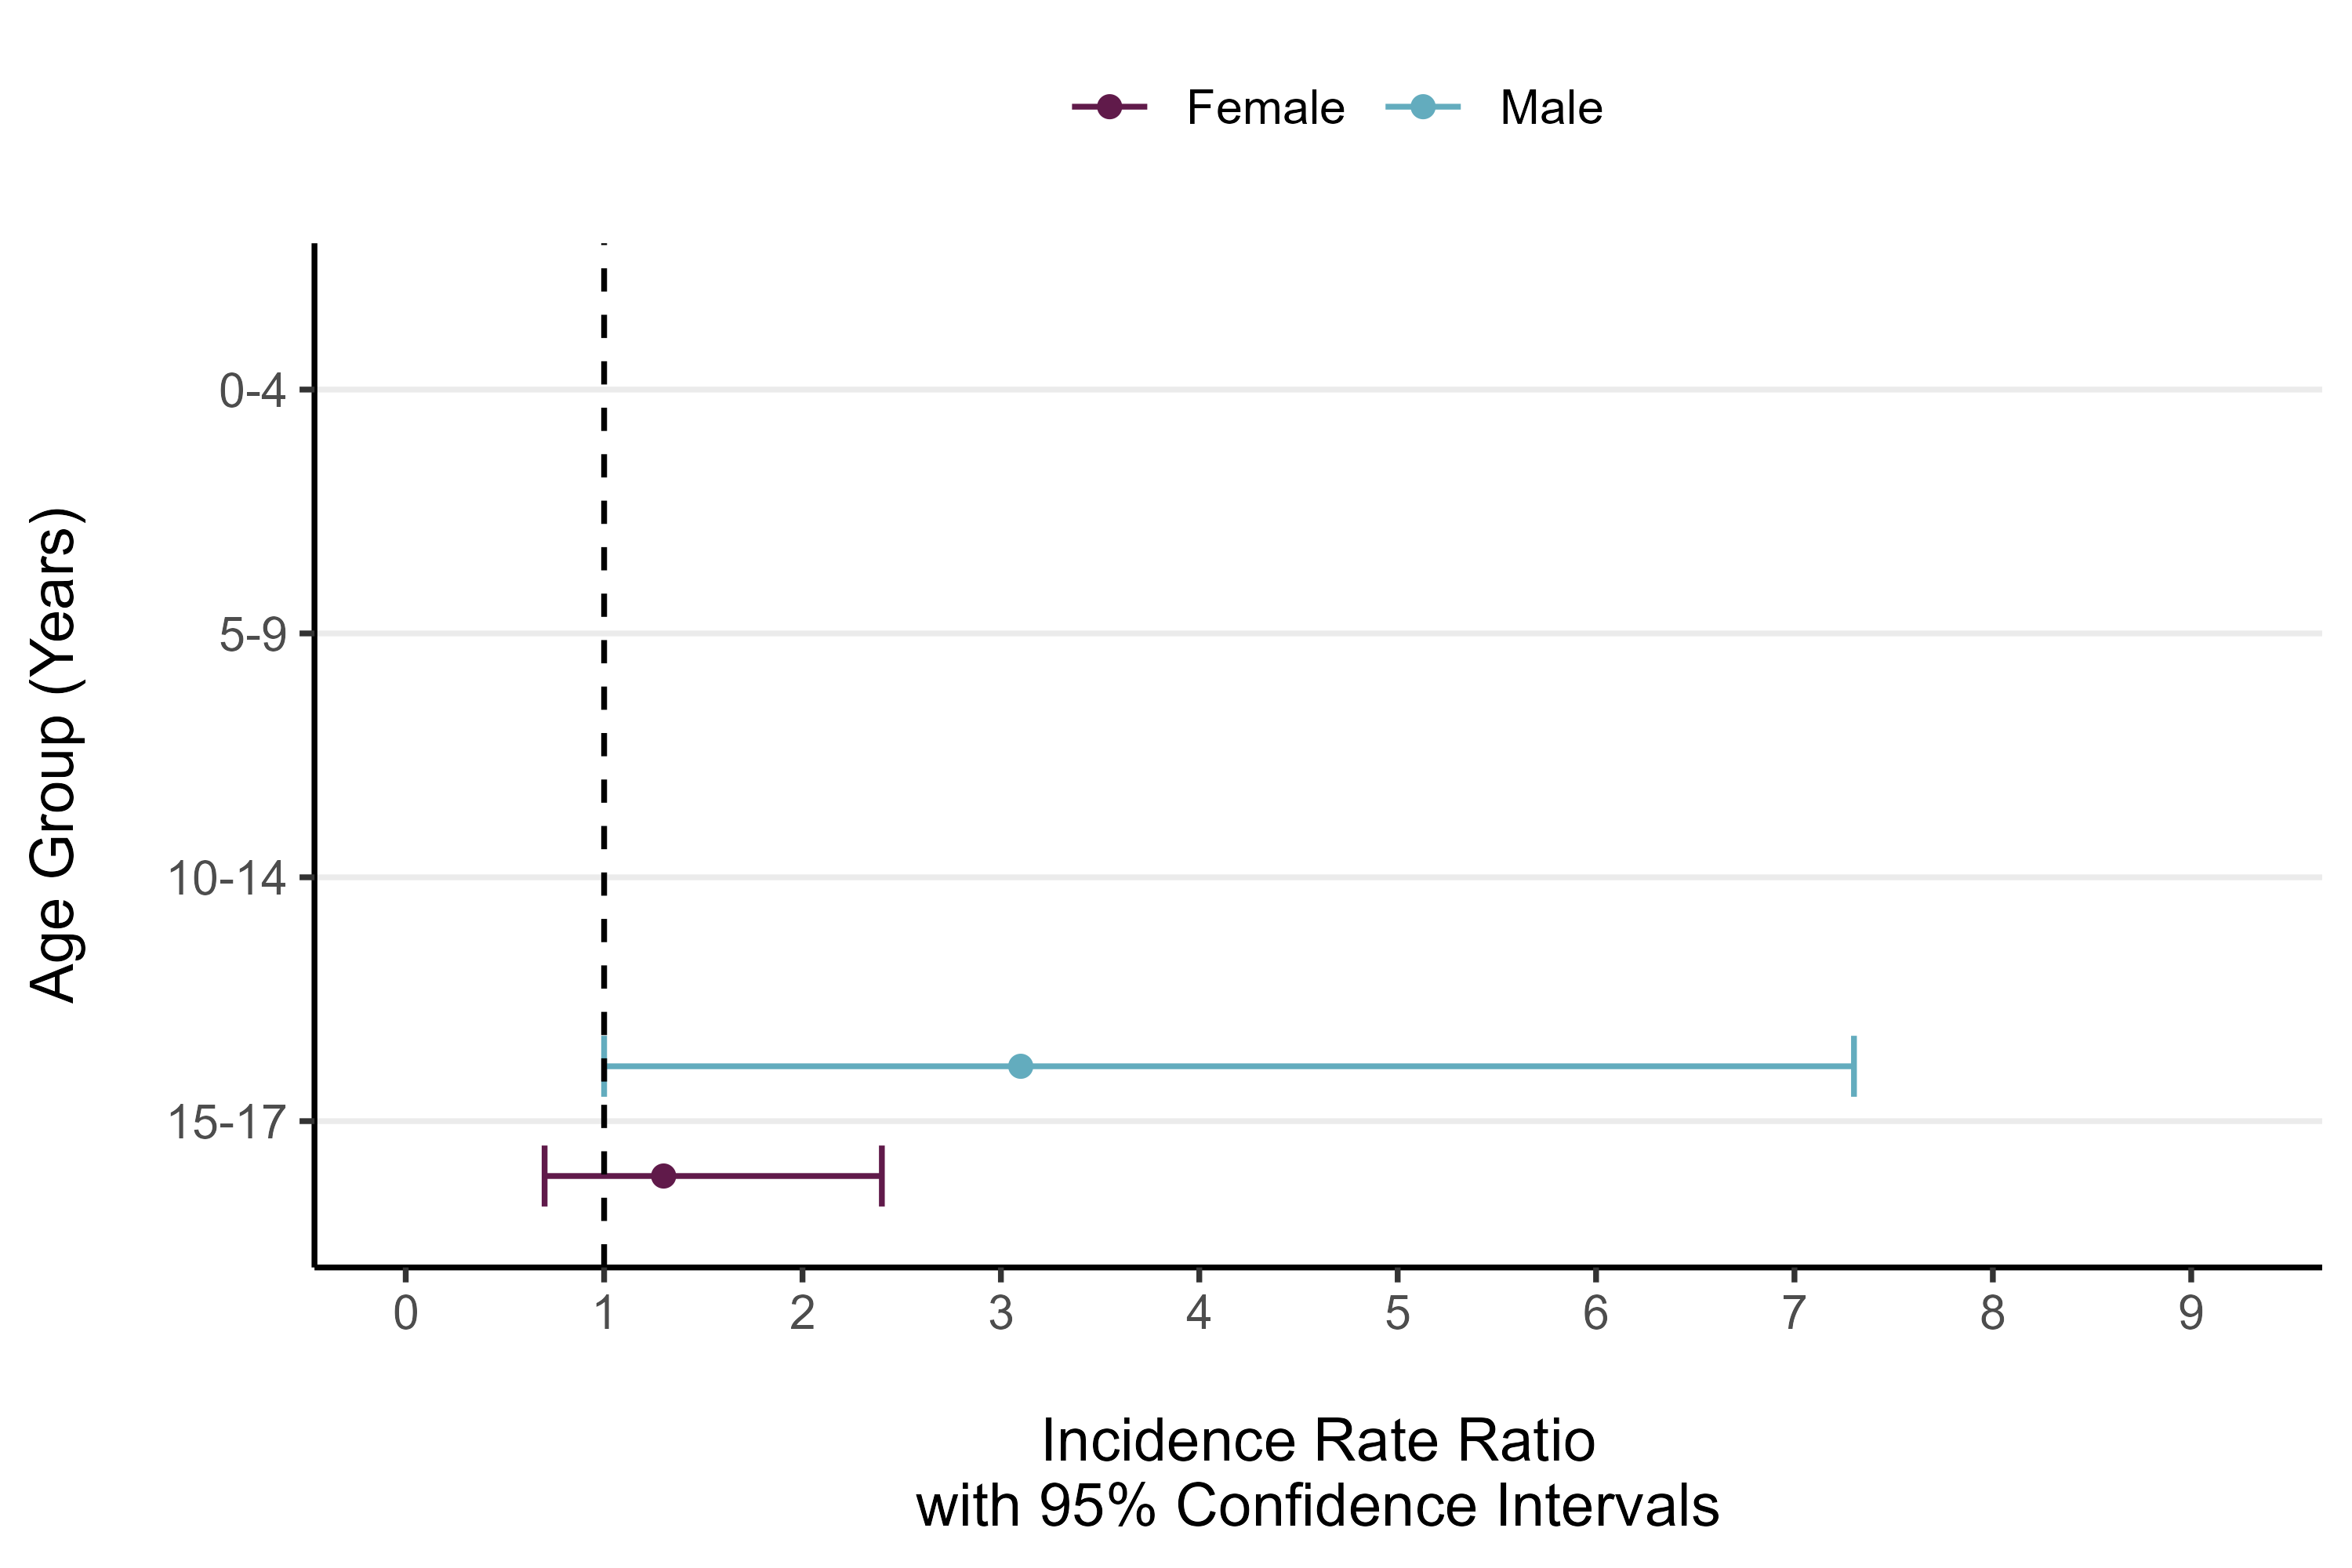 Female Male
Age Group (Years)
0-4
5-9
10-14
15-17
0 1 2 3 4 5 6 7 8 9
Incidence Rate Ratio
with 95% Confidence Intervals